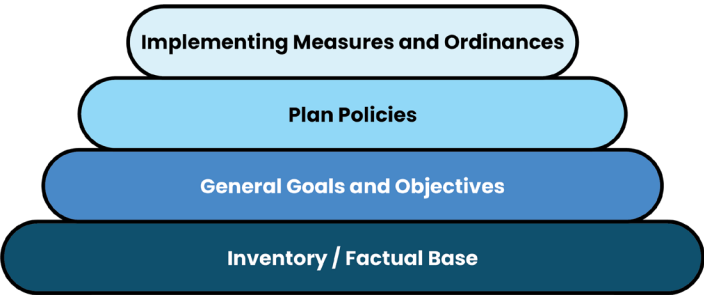 Implementing Measures and Ordinances
Plan Policies
General Goals and Objectives
Inventory / Factual Base